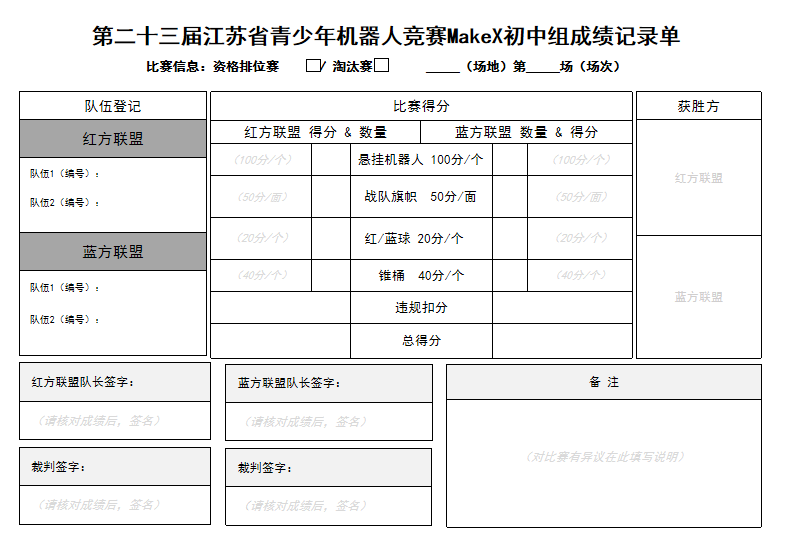 第二十三届江苏省青少年机器人竞赛MakeX初中组成绩记录单
比赛信息：资格排位赛 / 淘汰赛 _____（场地）第_____场（场次）
队伍登记
红方联盟
队伍1（编号）：
队伍2（编号）：
蓝方联盟
队伍1（编号）：
队伍2（编号）：
比赛得分
红方联盟 得分 & 数量 蓝方联盟 数量 & 得分
（100分/个） 悬挂机器人 100分/个 （100分/个）
（50分/面） 战队旗帜 50分/面 （50分/面）
（20分/个） 红/蓝球 20分/个 （20分/个）
（40分/个） 锥桶 40分/个 （40分/个）
违规扣分
总得分
获胜方
红方联盟
蓝方联盟
红方联盟队长签字：
（请核对成绩后，签名）
蓝方联盟队长签字：
（请核对成绩后，签名）
裁判签字：
（请核对成绩后，签名）
裁判签字：
（请核对成绩后，签名）
备 注
（对比赛有异议在此填写说明）